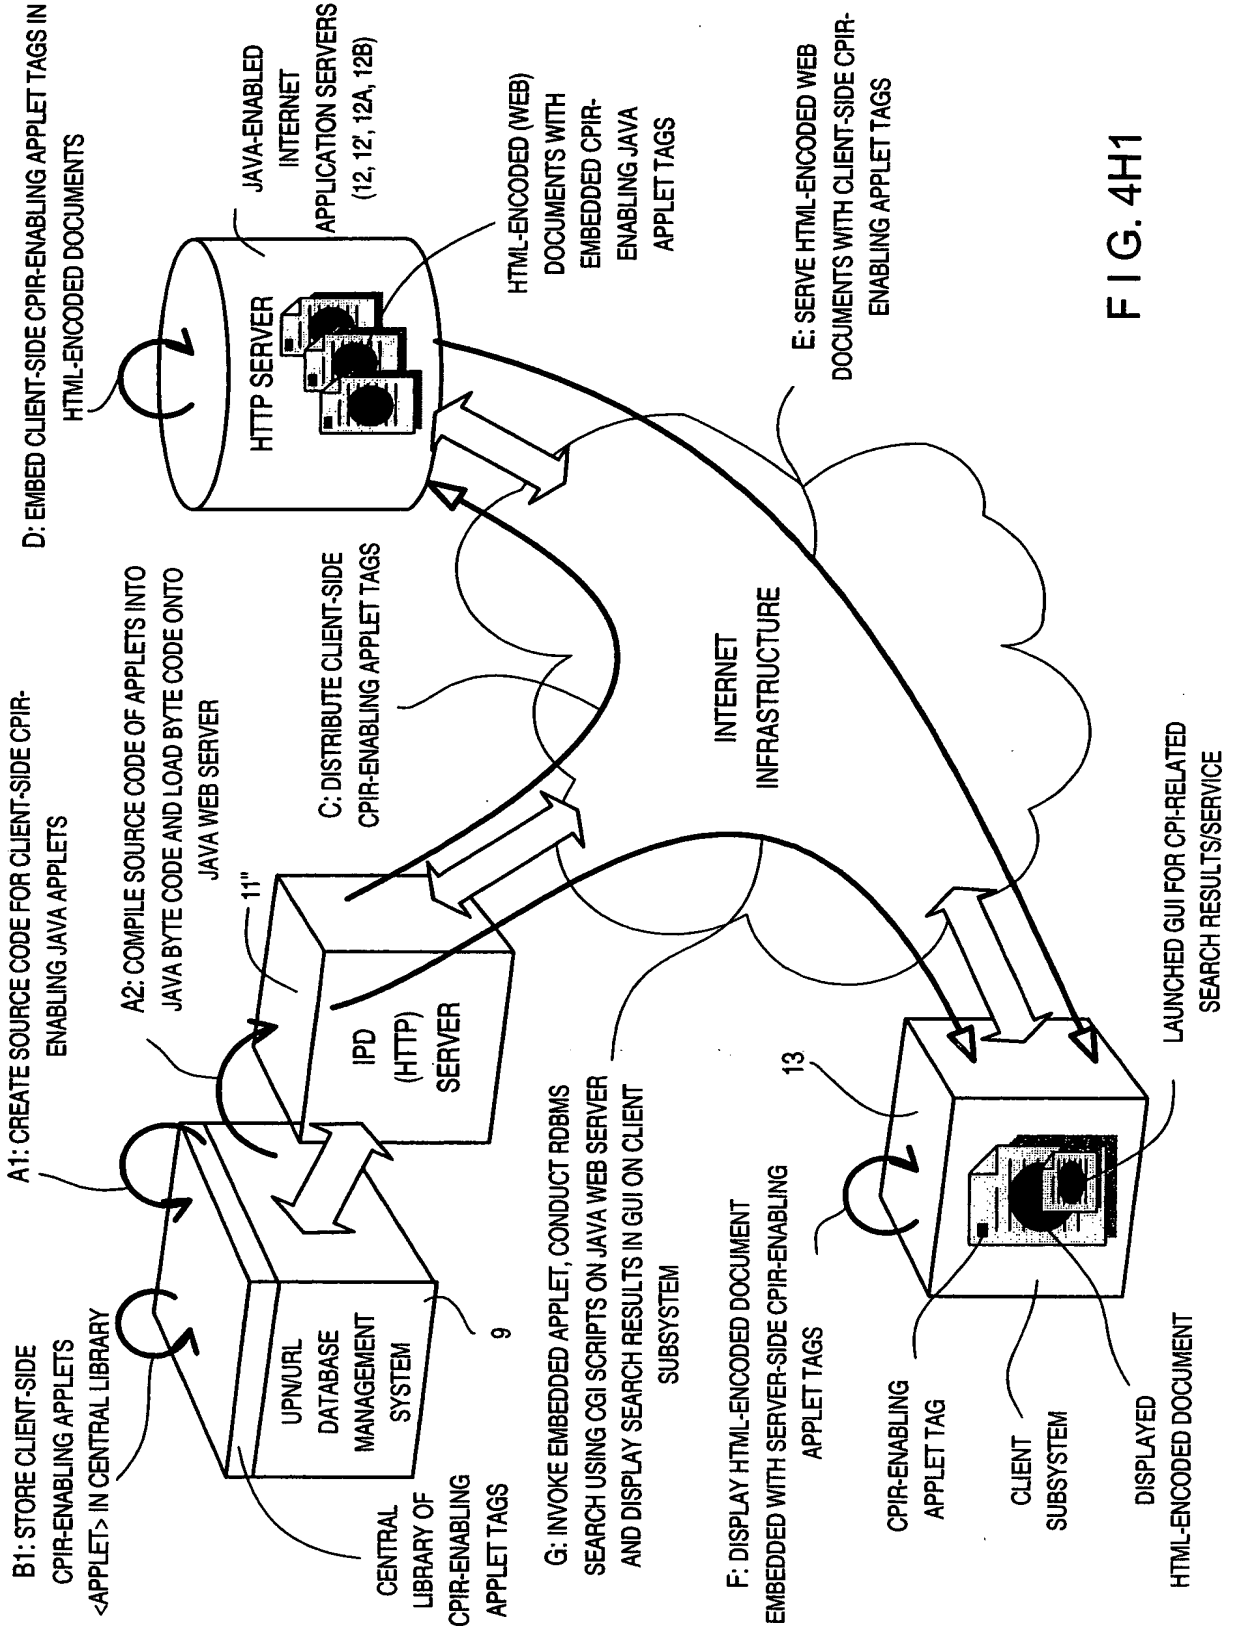 B1: STORE CLIENT-SIDE
CPIR-ENABLING APPLETS
<APPLET> IN CENTRAL LIBRARY
A1: CREATE SOURCE CODE FOR CLIENT-SIDE CPIR-
ENABLING JAVA APPLETS
A2: COMPILE SOURCE CODE OF APPLETS INTO
JAVA BYTE CODE AND LOAD BYTE CODE ONTO
JAVA WEB SERVER
D: EMBED CLIENT-SIDE CPIR-ENABLING APPLET TAGS IN
HTML-ENCODED DOCUMENTS
JAVA-ENABLED
INTERNET
APPLICATION SERVERS
(12, 12', 12A, 12B)
HTTP SERVER
HTML-ENCODED (WEB)
DOCUMENTS WITH
EMBEDDED CPIR-
ENABLING JAVA
APPLET TAGS
11"
IPD
(HTTP)
SERVER
C: DISTRIBUTE CLIENT-SIDE
CPIR-ENABLING APPLET TAGS
UPN/URL
DATABASE
MANAGEMENT
SYSTEM
9
CENTRAL
LIBRARY OF
CPIR-ENABLING
APPLET TAGS
G: INVOKE EMBEDDED APPLET, CONDUCT RDBMS
SEARCH USING CGI SCRIPTS ON JAVA WEB SERVER
AND DISPLAY SEARCH RESULTS IN GUI ON CLIENT
SUBSYSTEM
INTERNET
INFRASTRUCTURE
E: SERVE HTML-ENCODED WEB
DOCUMENTS WITH CLIENT-SIDE CPIR-
ENABLING APPLET TAGS
F: DISPLAY HTML-ENCODED DOCUMENT
EMBEDDED WITH SERVER-SIDE CPIR-ENABLING
APPLET TAGS
13
CPIR-ENABLING
APPLET TAG
CLIENT
SUBSYSTEM
DISPLAYED
HTML-ENCODED DOCUMENT
LAUNCHED GUI FOR CPI-RELATED
SEARCH RESULTS/SERVICE
FIG. 4H1